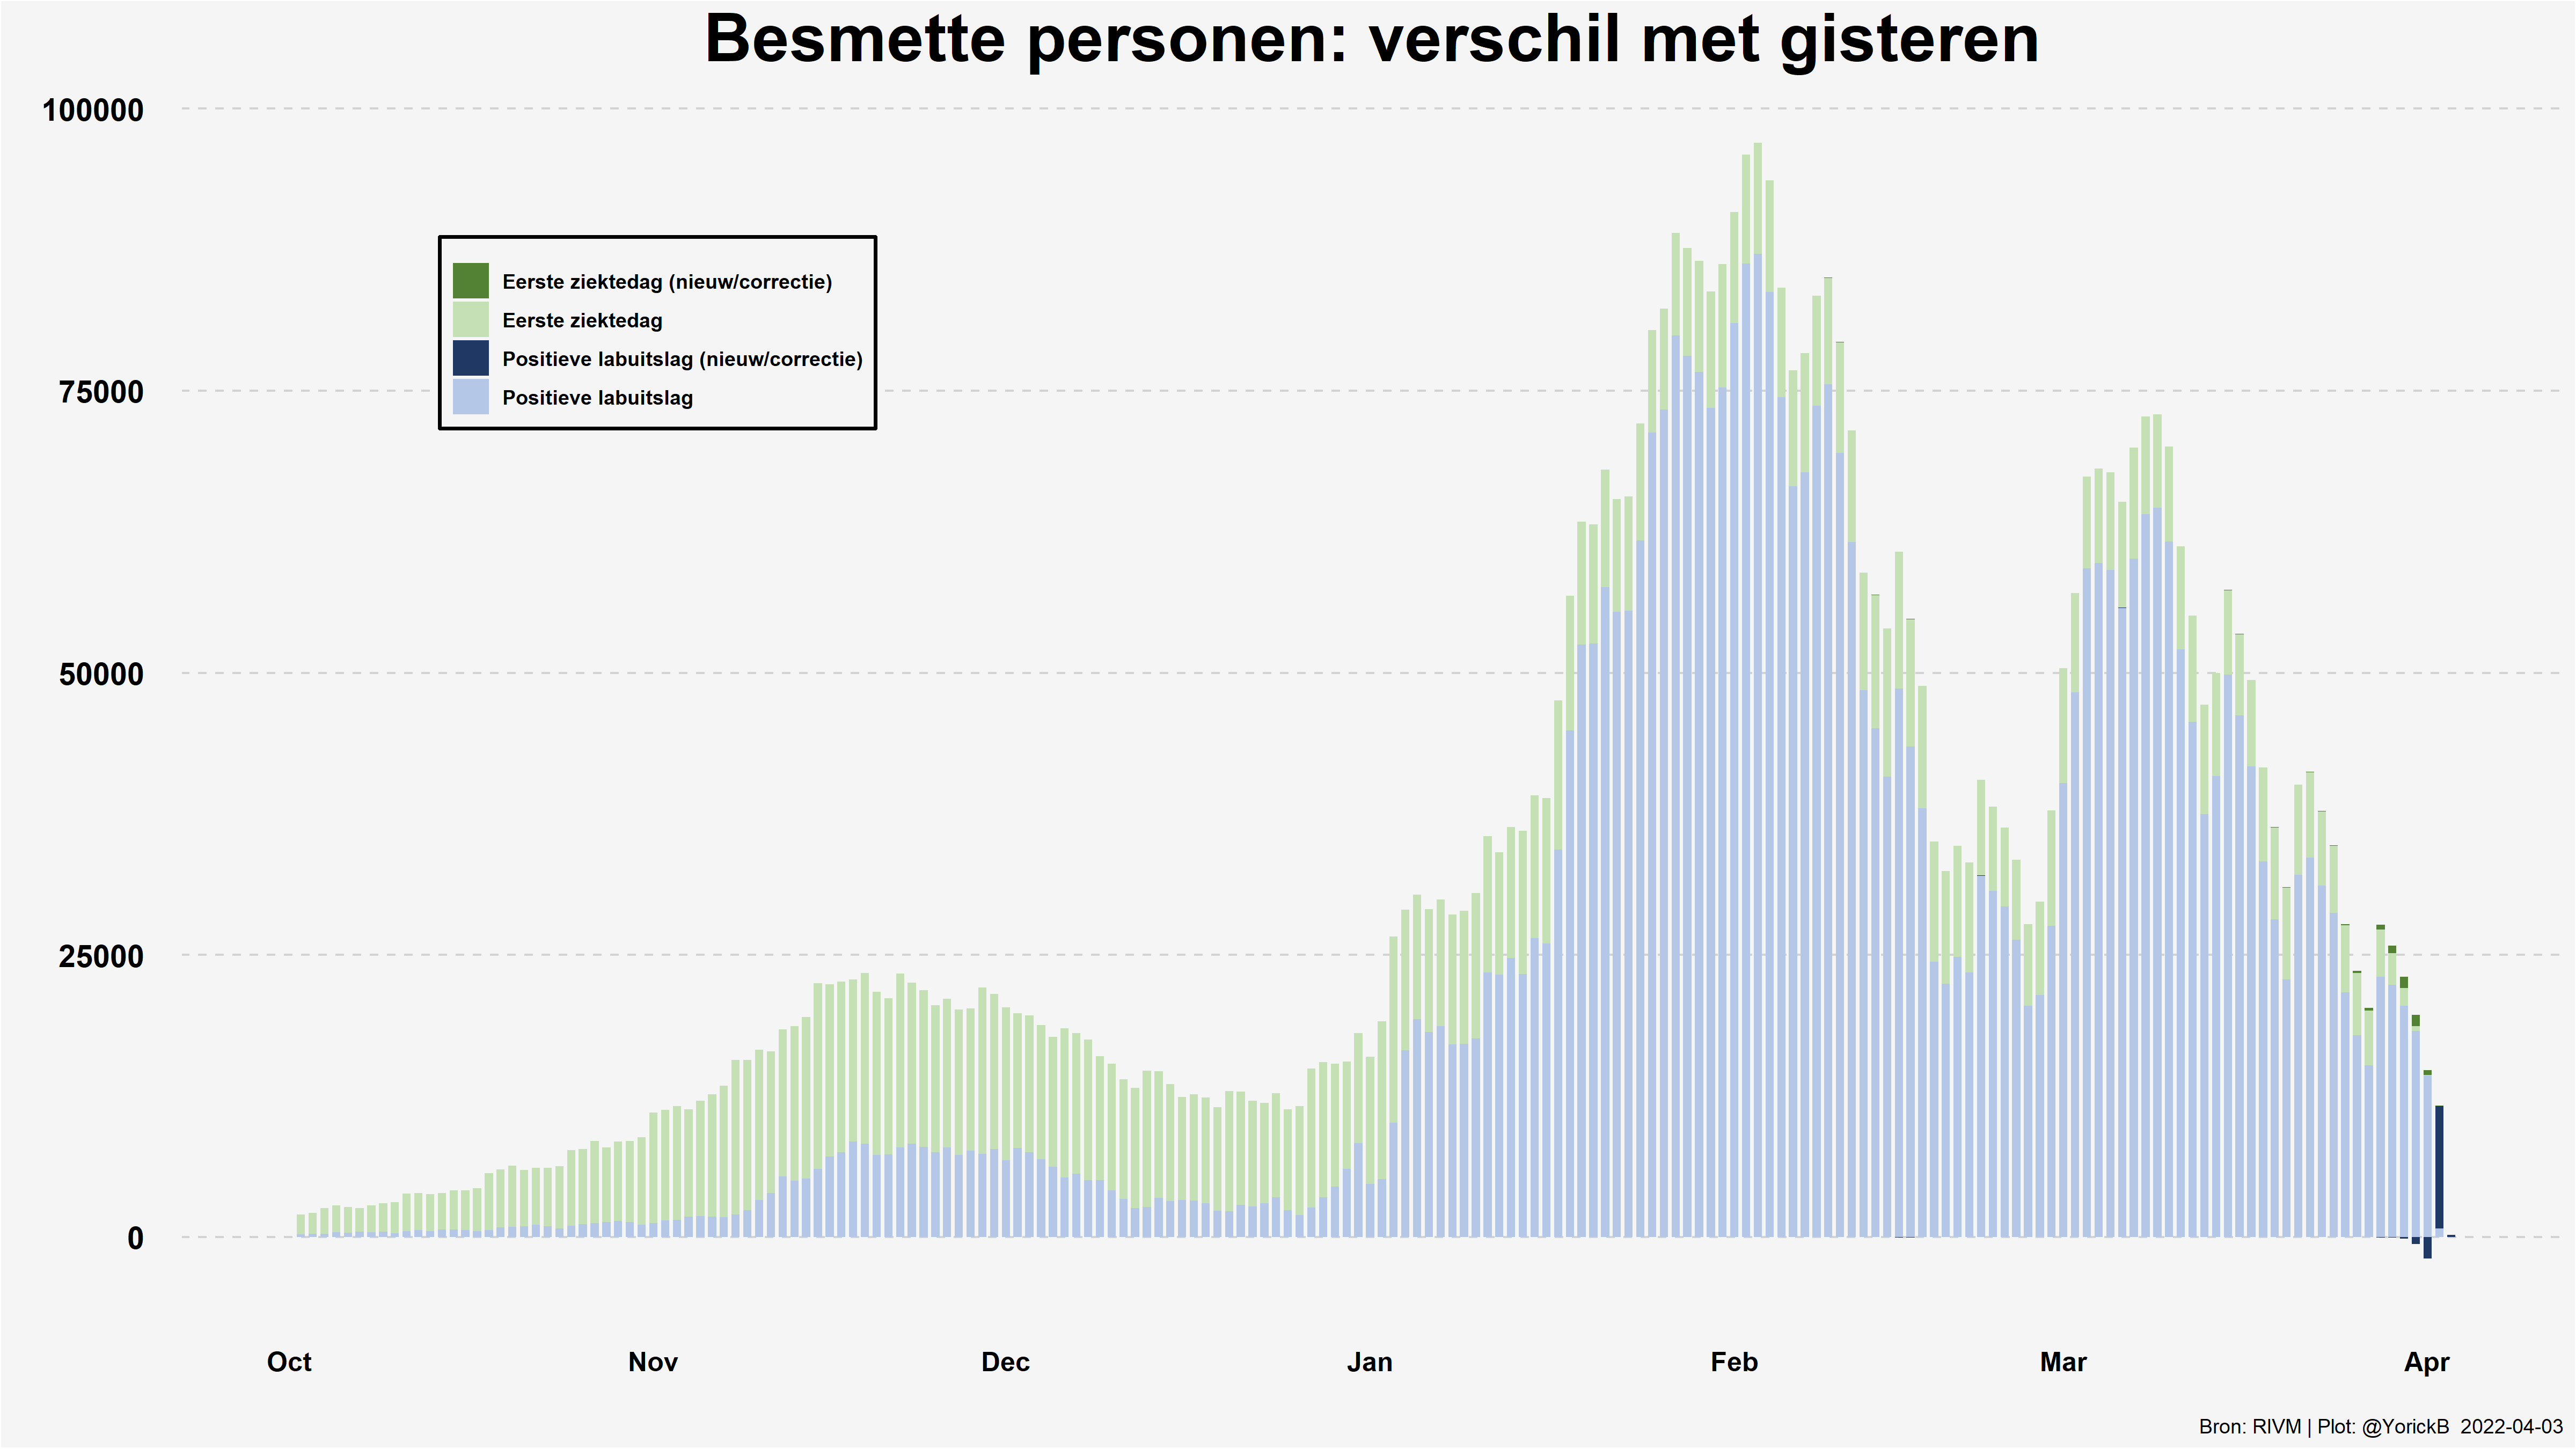 Besmette personen: verschil met gisteren
100000
75000
50000
25000
0
Eerste ziektedag (nieuw/correctie)
Eerste ziektedag
Positieve labuitslag (nieuw/correctie)
Positieve labuitslag
Oct Nov Dec Jan Feb Mar Apr
Bron: RIVM | Plot: @YorickB 2022-04-03